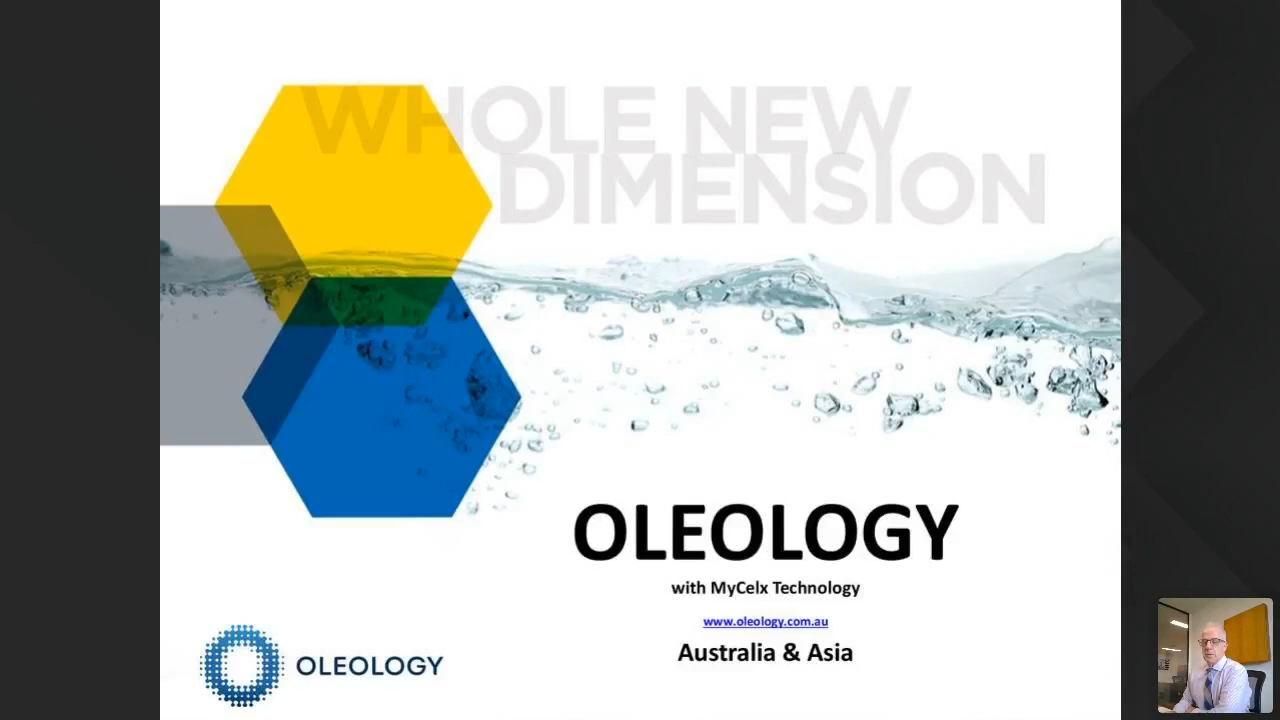 WHOLE NEW
DIMENSION
OLEOLOGY
with MyCelx Technology
www.oleology.com.au
Australia & Asia
OLEOLOGY